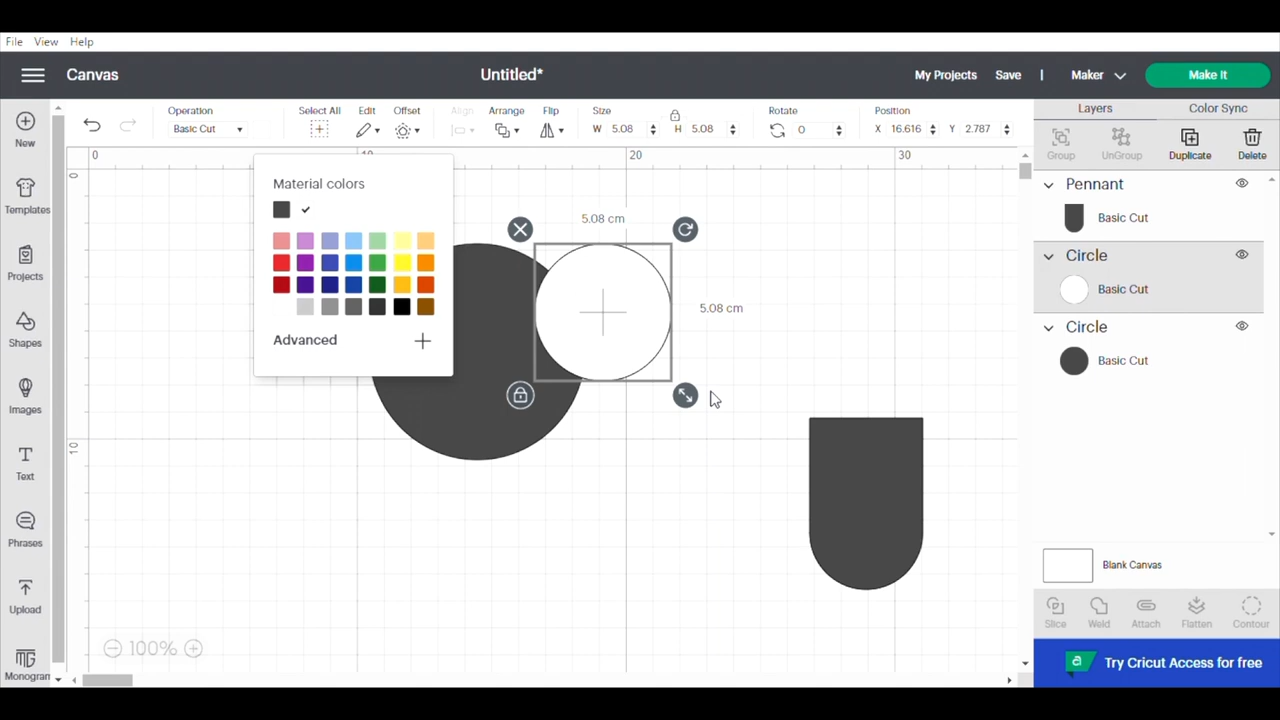 File View Help
Canvas
Untitled*
My Projects Save | Maker Make It
Operation
Basic Cut
Select All
Edit
Offset
Align
Arrange
Flip
Size
W 5.08 H 5.08
Rotate
0
Position
X 16.616 Y 2.787
Layers
Color Sync
Group
UnGroup
Duplicate
Delete
New
Templates
Projects
Shapes
Images
Text
Phrases
Upload
Monogram
0 10 20 30
0
10
Material colors
Advanced
5.08 cm
5.08 cm
100%
Pennant
Basic Cut
Circle
Basic Cut
Circle
Basic Cut
Blank Canvas
Slice
Weld
Attach
Flatten
Contour
a Try Cricut Access for free